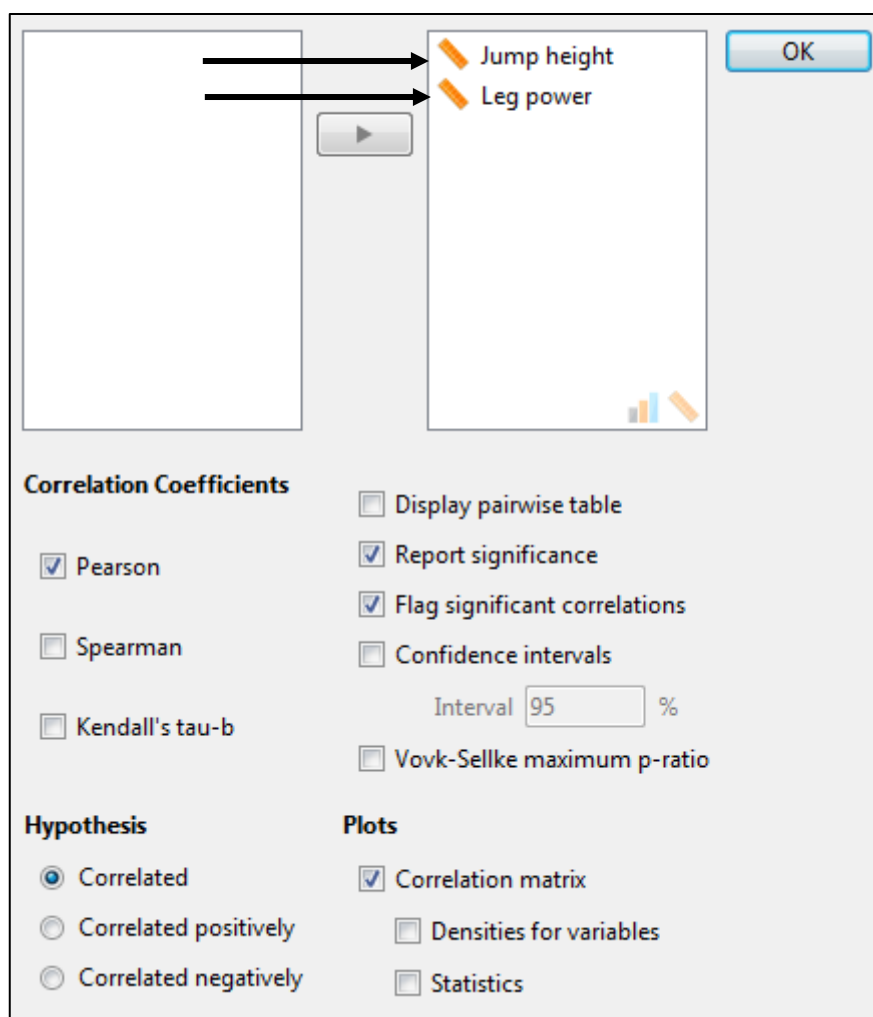 Jump height
Leg power
OK
Correlation Coefficients
Pearson
Spearman
Kendall's tau-b
Display pairwise table
Report significance
Flag significant correlations
Confidence intervals
Interval 95 %
Vovk-Sellke maximum p-ratio
Hypothesis
Correlated
Correlated positively
Correlated negatively
Plots
Correlation matrix
Densities for variables
Statistics